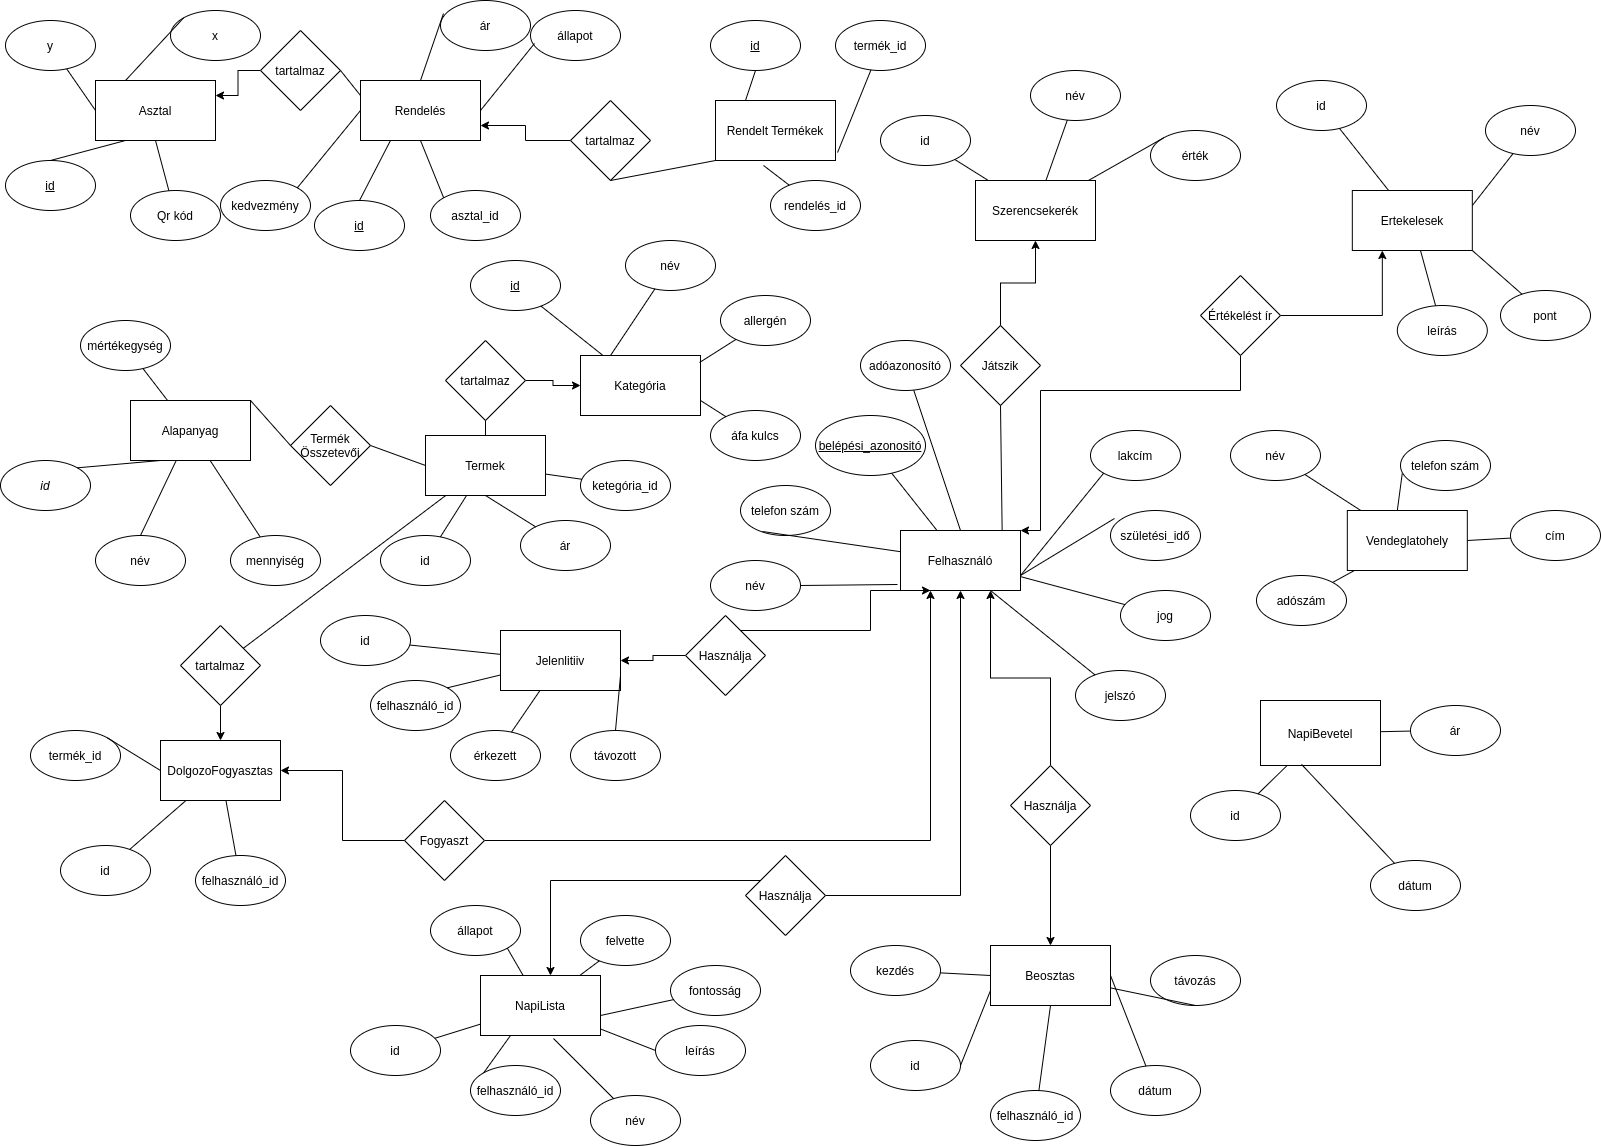 y
x
tartalmaz
ár
állapot
id
termék_id
Asztal
Rendelés
tartalmaz
Rendelt Termékek
név
id
id
név
id
Qr kód
kedvezmény
id
asztal_id
rendelés_id
érték
Szerencsekerék
Ertekelesek
id
név
allergén
Értékelést ír
leírás
pont
mértékegység
tartalmaz
Kategória
adóazonosító
Játszik
Alapanyag
Termék
Összetevői
Termek
áfa kulcs
belépési_azonositó
lakcím
név
telefon szám
id
ketegória_id
telefon szám
születési_idő
Vendeglatohely
cím
név
mennyiség
id
ár
név
Felhasználó
adószám
jog
id
Jelenlitiiv
Használja
tartalmaz
felhasználó_id
jelszó
termék_id
DolgozoFogyasztas
érkezett
távozott
NapiBevetel
ár
Használja
id
Fogyaszt
id
felhasználó_id
Használja
dátum
állapot
felvette
fontosság
kezdés
Beosztas
távozás
NapiLista
id
leírás
id
felhasználó_id
név
felhasználó_id
dátum